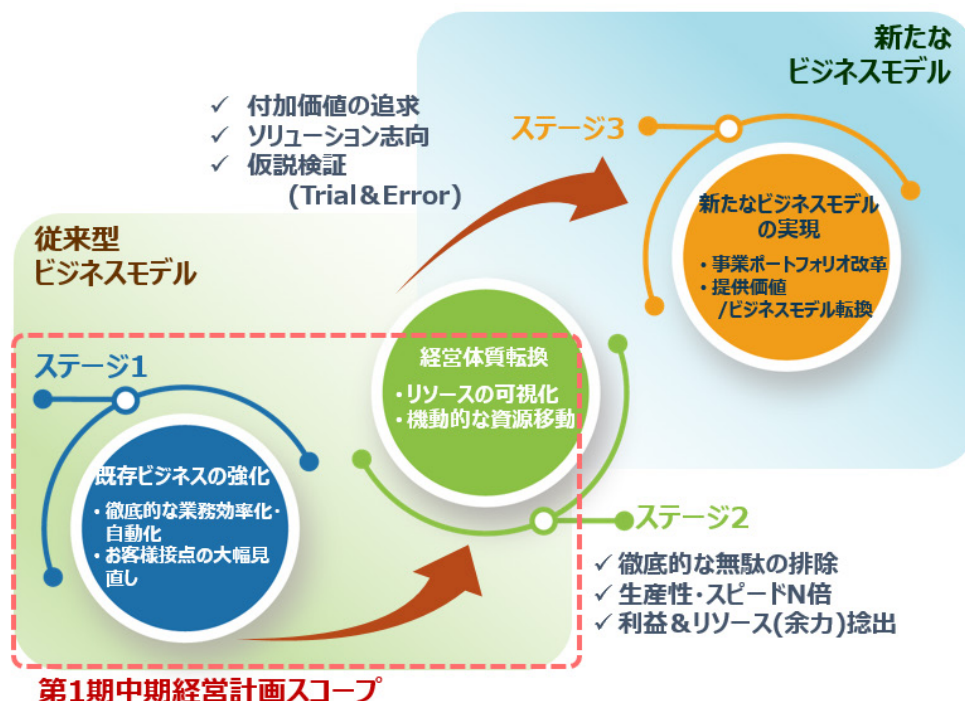 新たな
ビジネスモデル
✓ 付加価値の追求
✓ ソリューション志向
✓ 仮説検証
(Trial&Error)
ステージ3
新たなビジネスモデル
の実現
・事業ポートフォリオ改革
・提供価値
/ビジネスモデル転換
従来型
ビジネスモデル
経営体質転換
・リソースの可視化
・機動的な資源移動
ステージ1
既存ビジネスの強化
・徹底的な業務効率化・
自動化
・お客様接点の大幅見
直し
ステージ2
✓ 徹底的な無駄の排除
✓ 生産性・スピードN倍
✓ 利益&リソース(余力)捻出
第1期中期経営計画スコープ